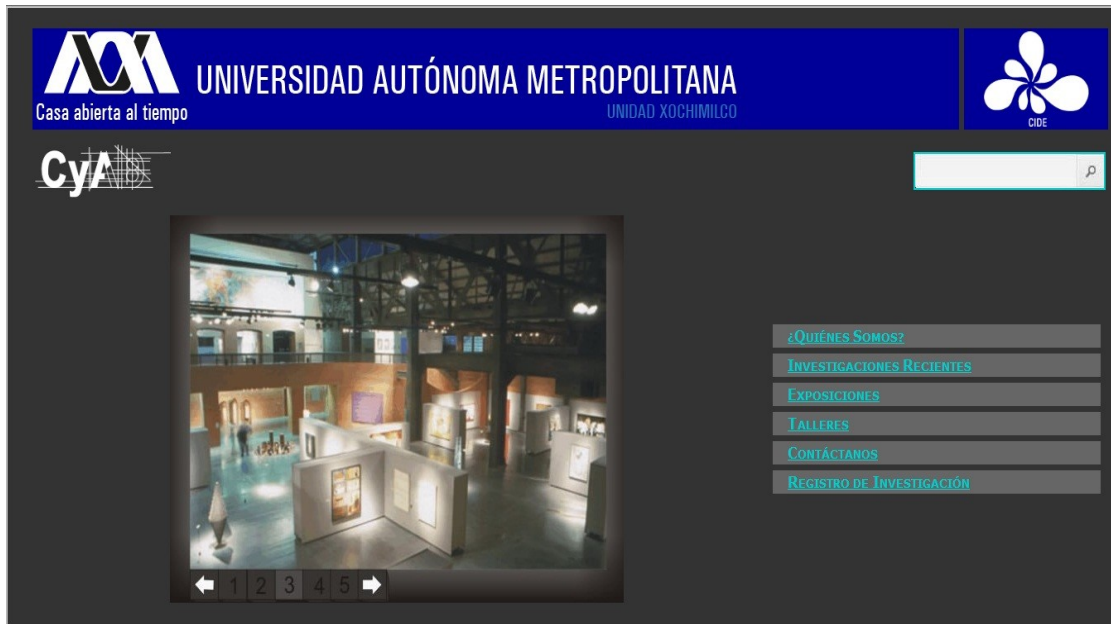 UNIVERSIDAD AUTÓNOMA METROPOLITANA
Casa abierta al tiempo
UNIDAD XOCHIMILCO
CIDE
CyAD
¿Quiénes Somos?
Investigaciones Recientes
Exposiciones
Talleres
Contáctanos
Registro de Investigación
1 2 3 4 5